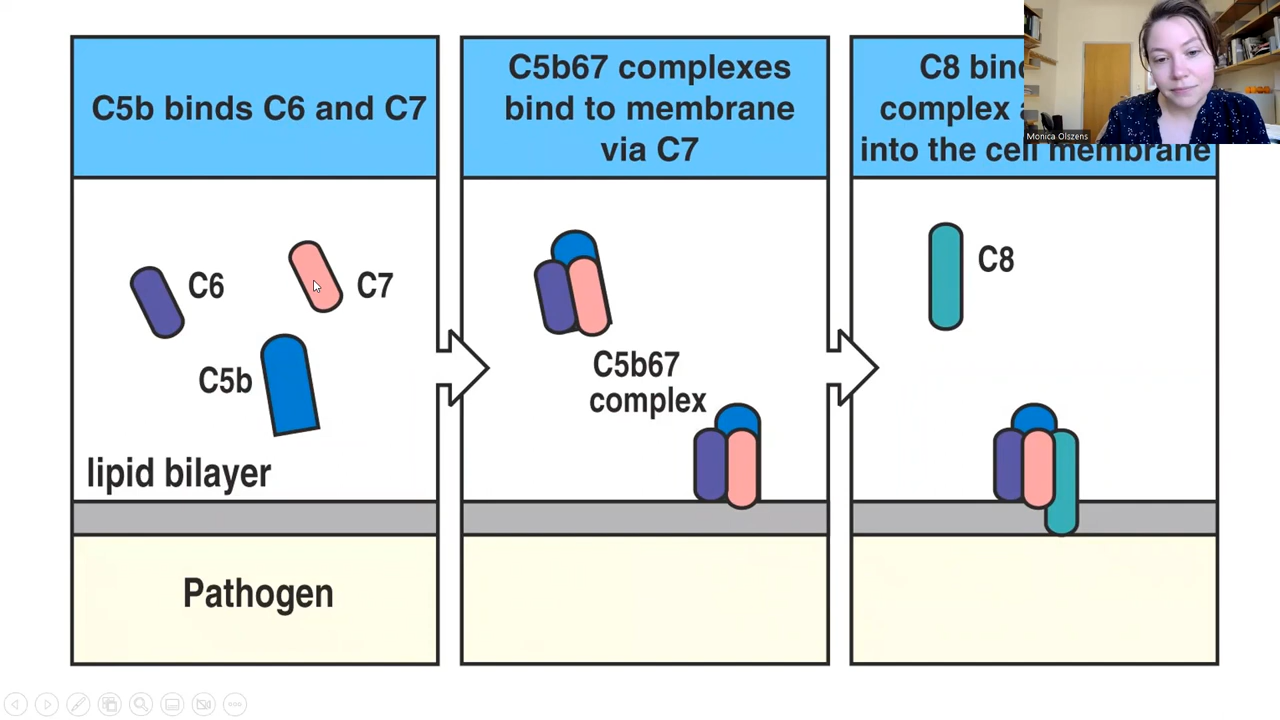 C5b binds C6 and C7
C5b67 complexes
bind to membrane
via C7
C8
complex
into the cell membrane
Monica Olszens
C6
C7
C5b
lipid bilayer
Pathogen
C5b67
complex
C8